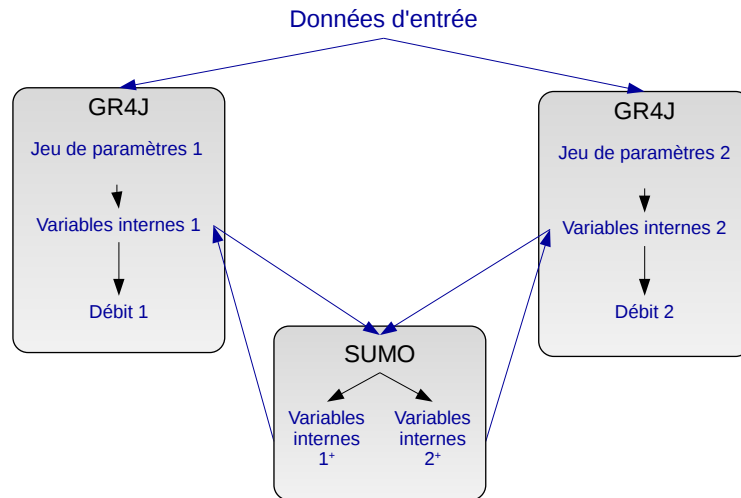 Données d'entrée
GR4J
Jeu de paramètres 1
Variables internes 1
Débit 1
GR4J
Jeu de paramètres 2
Variables internes 2
Débit 2
SUMO
Variables
internes
1⁺
Variables
internes
2⁺